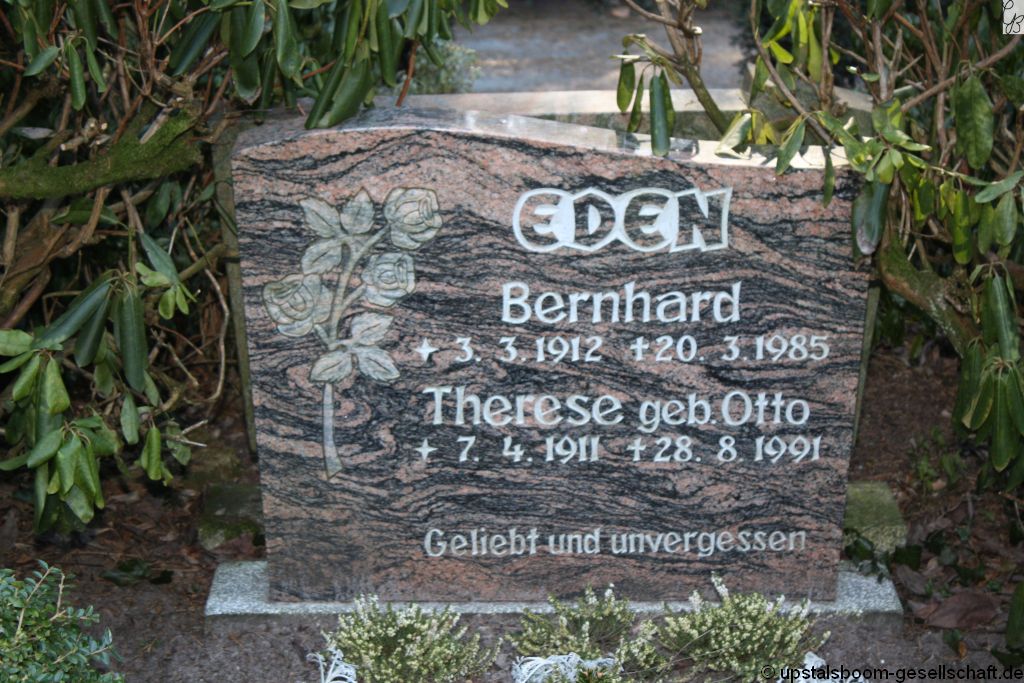 EDEN
Bernhard
✦ 3. 3. 1912 ✝ 20. 3. 1985
Therese geb. Otto
✦ 7. 4. 1911 ✝ 28. 8. 1991
Geliebt und unvergessen
© upstalsboom-gesellschaft.de